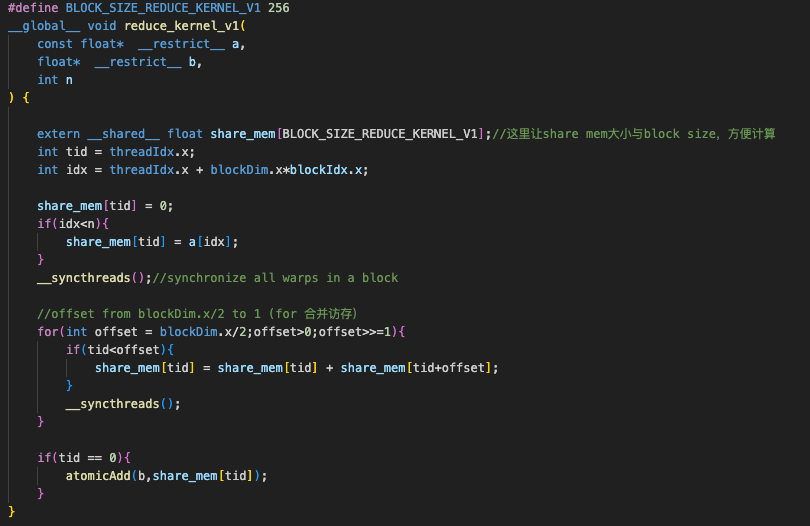 #define BLOCK_SIZE_REDUCE_KERNEL_V1 256
__global__ void reduce_kernel_v1(
    const float*  __restrict__ a,
    float*  __restrict__ b,
    int n
) {

    extern __shared__ float share_mem[BLOCK_SIZE_REDUCE_KERNEL_V1];//这里让share mem大小与block size，方便计算
    int tid = threadIdx.x;
    int idx = threadIdx.x + blockDim.x*blockIdx.x;

    share_mem[tid] = 0;
    if(idx<n){
        share_mem[tid] = a[idx];
    }
    __syncthreads();//synchronize all warps in a block

    //offset from blockDim.x/2 to 1 (for 合并访存)
    for(int offset = blockDim.x/2;offset>0;offset>>=1){
        if(tid<offset){
            share_mem[tid] = share_mem[tid] + share_mem[tid+offset];
        }
        __syncthreads();
    }

    if(tid == 0){
        atomicAdd(b,share_mem[tid]);
    }
}